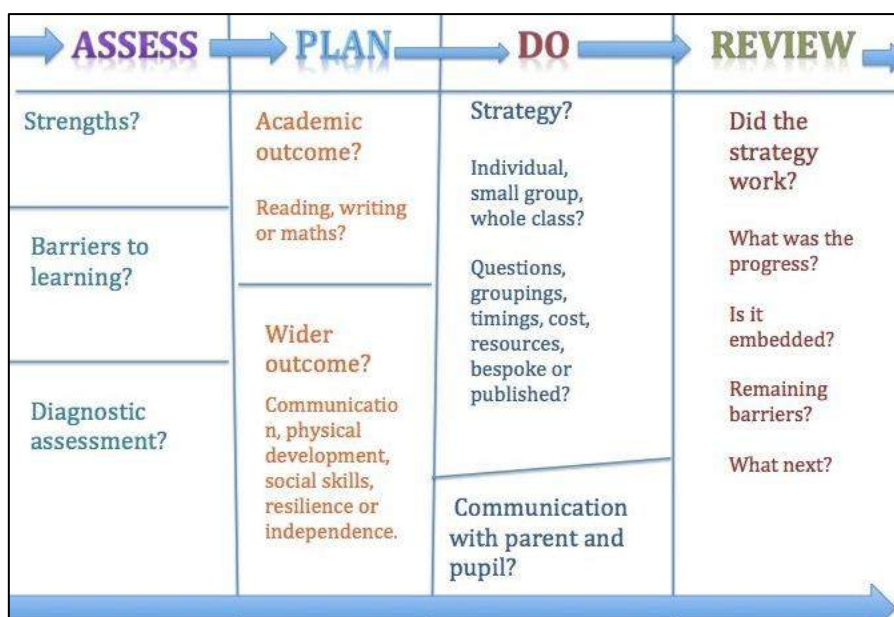 ASSESS
PLAN
DO
REVIEW
Strengths?
Barriers to
learning?
Diagnostic
assessment?
Academic
outcome?
Reading, writing
or maths?
Wider
outcome?
Communicatio
n, physical
development,
social skills,
resilience or
independence.
Strategy?
Individual,
small group,
whole class?
Questions,
groupings,
timings, cost,
resources,
bespoke or
published?
Communication
with parent and
pupil?
Did the
strategy
work?
What was the
progress?
Is it
embedded?
Remaining
barriers?
What next?